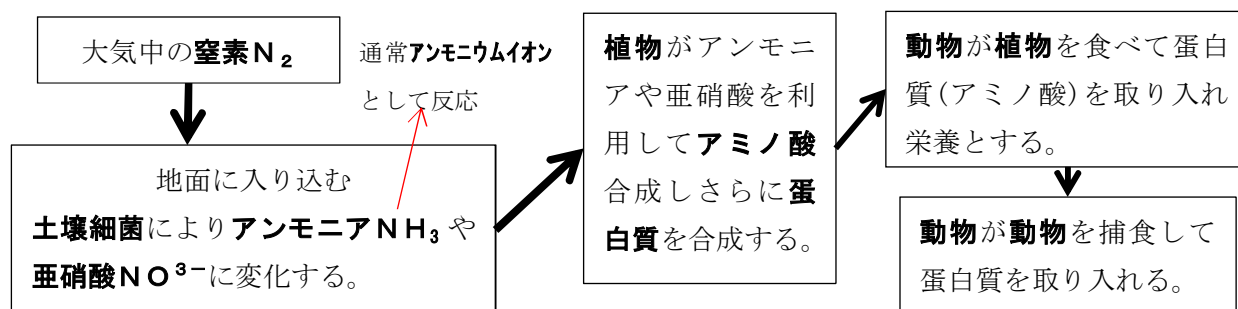 大気中の窒素N₂
通常アンモニウムイオン
として反応
地面に入り込む
土壌細菌によりアンモニアNH₃や
亜硝酸NO³⁻に変化する。
植物がアンモニ
アや亜硝酸を利
用してアミノ酸
合成しさらに蛋
白質を合成する。
動物が植物を食べて蛋白
質(アミノ酸)を取り入れ
栄養とする。
動物が動物を捕食して
蛋白質を取り入れる。